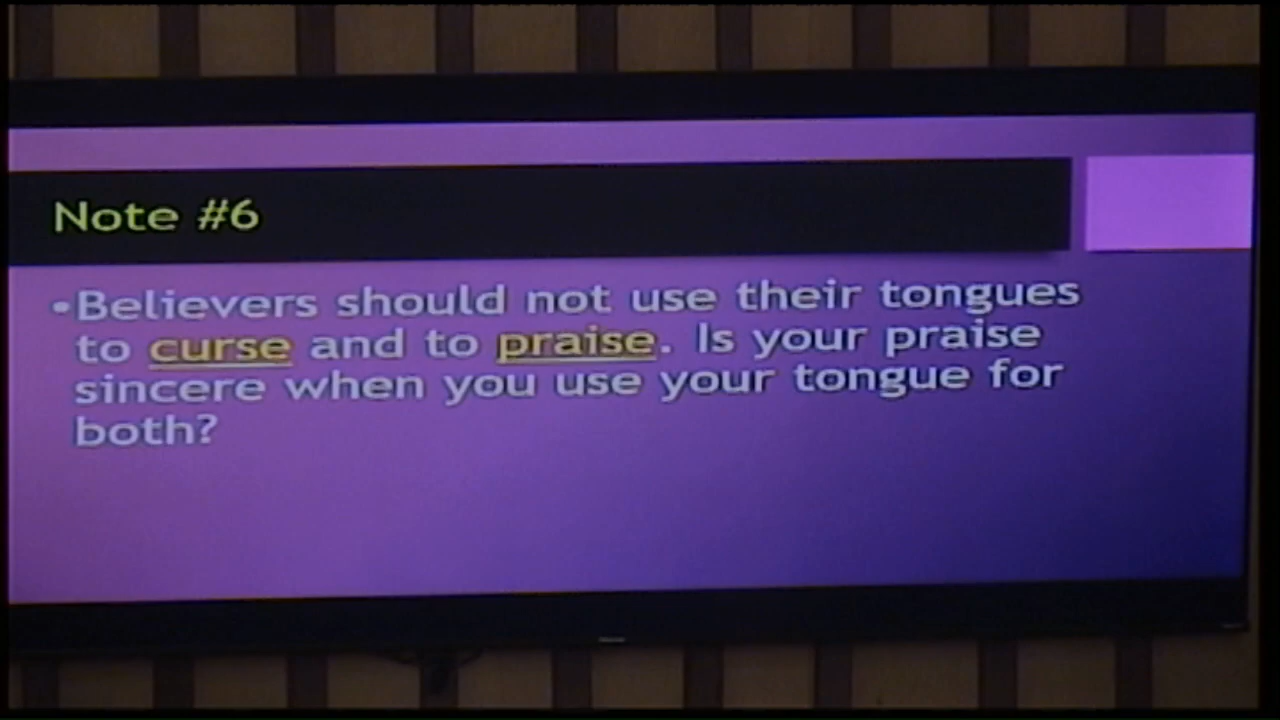 Note #6
•Believers should not use their tongues
to curse and to praise. Is your praise
sincere when you use your tongue for
both?